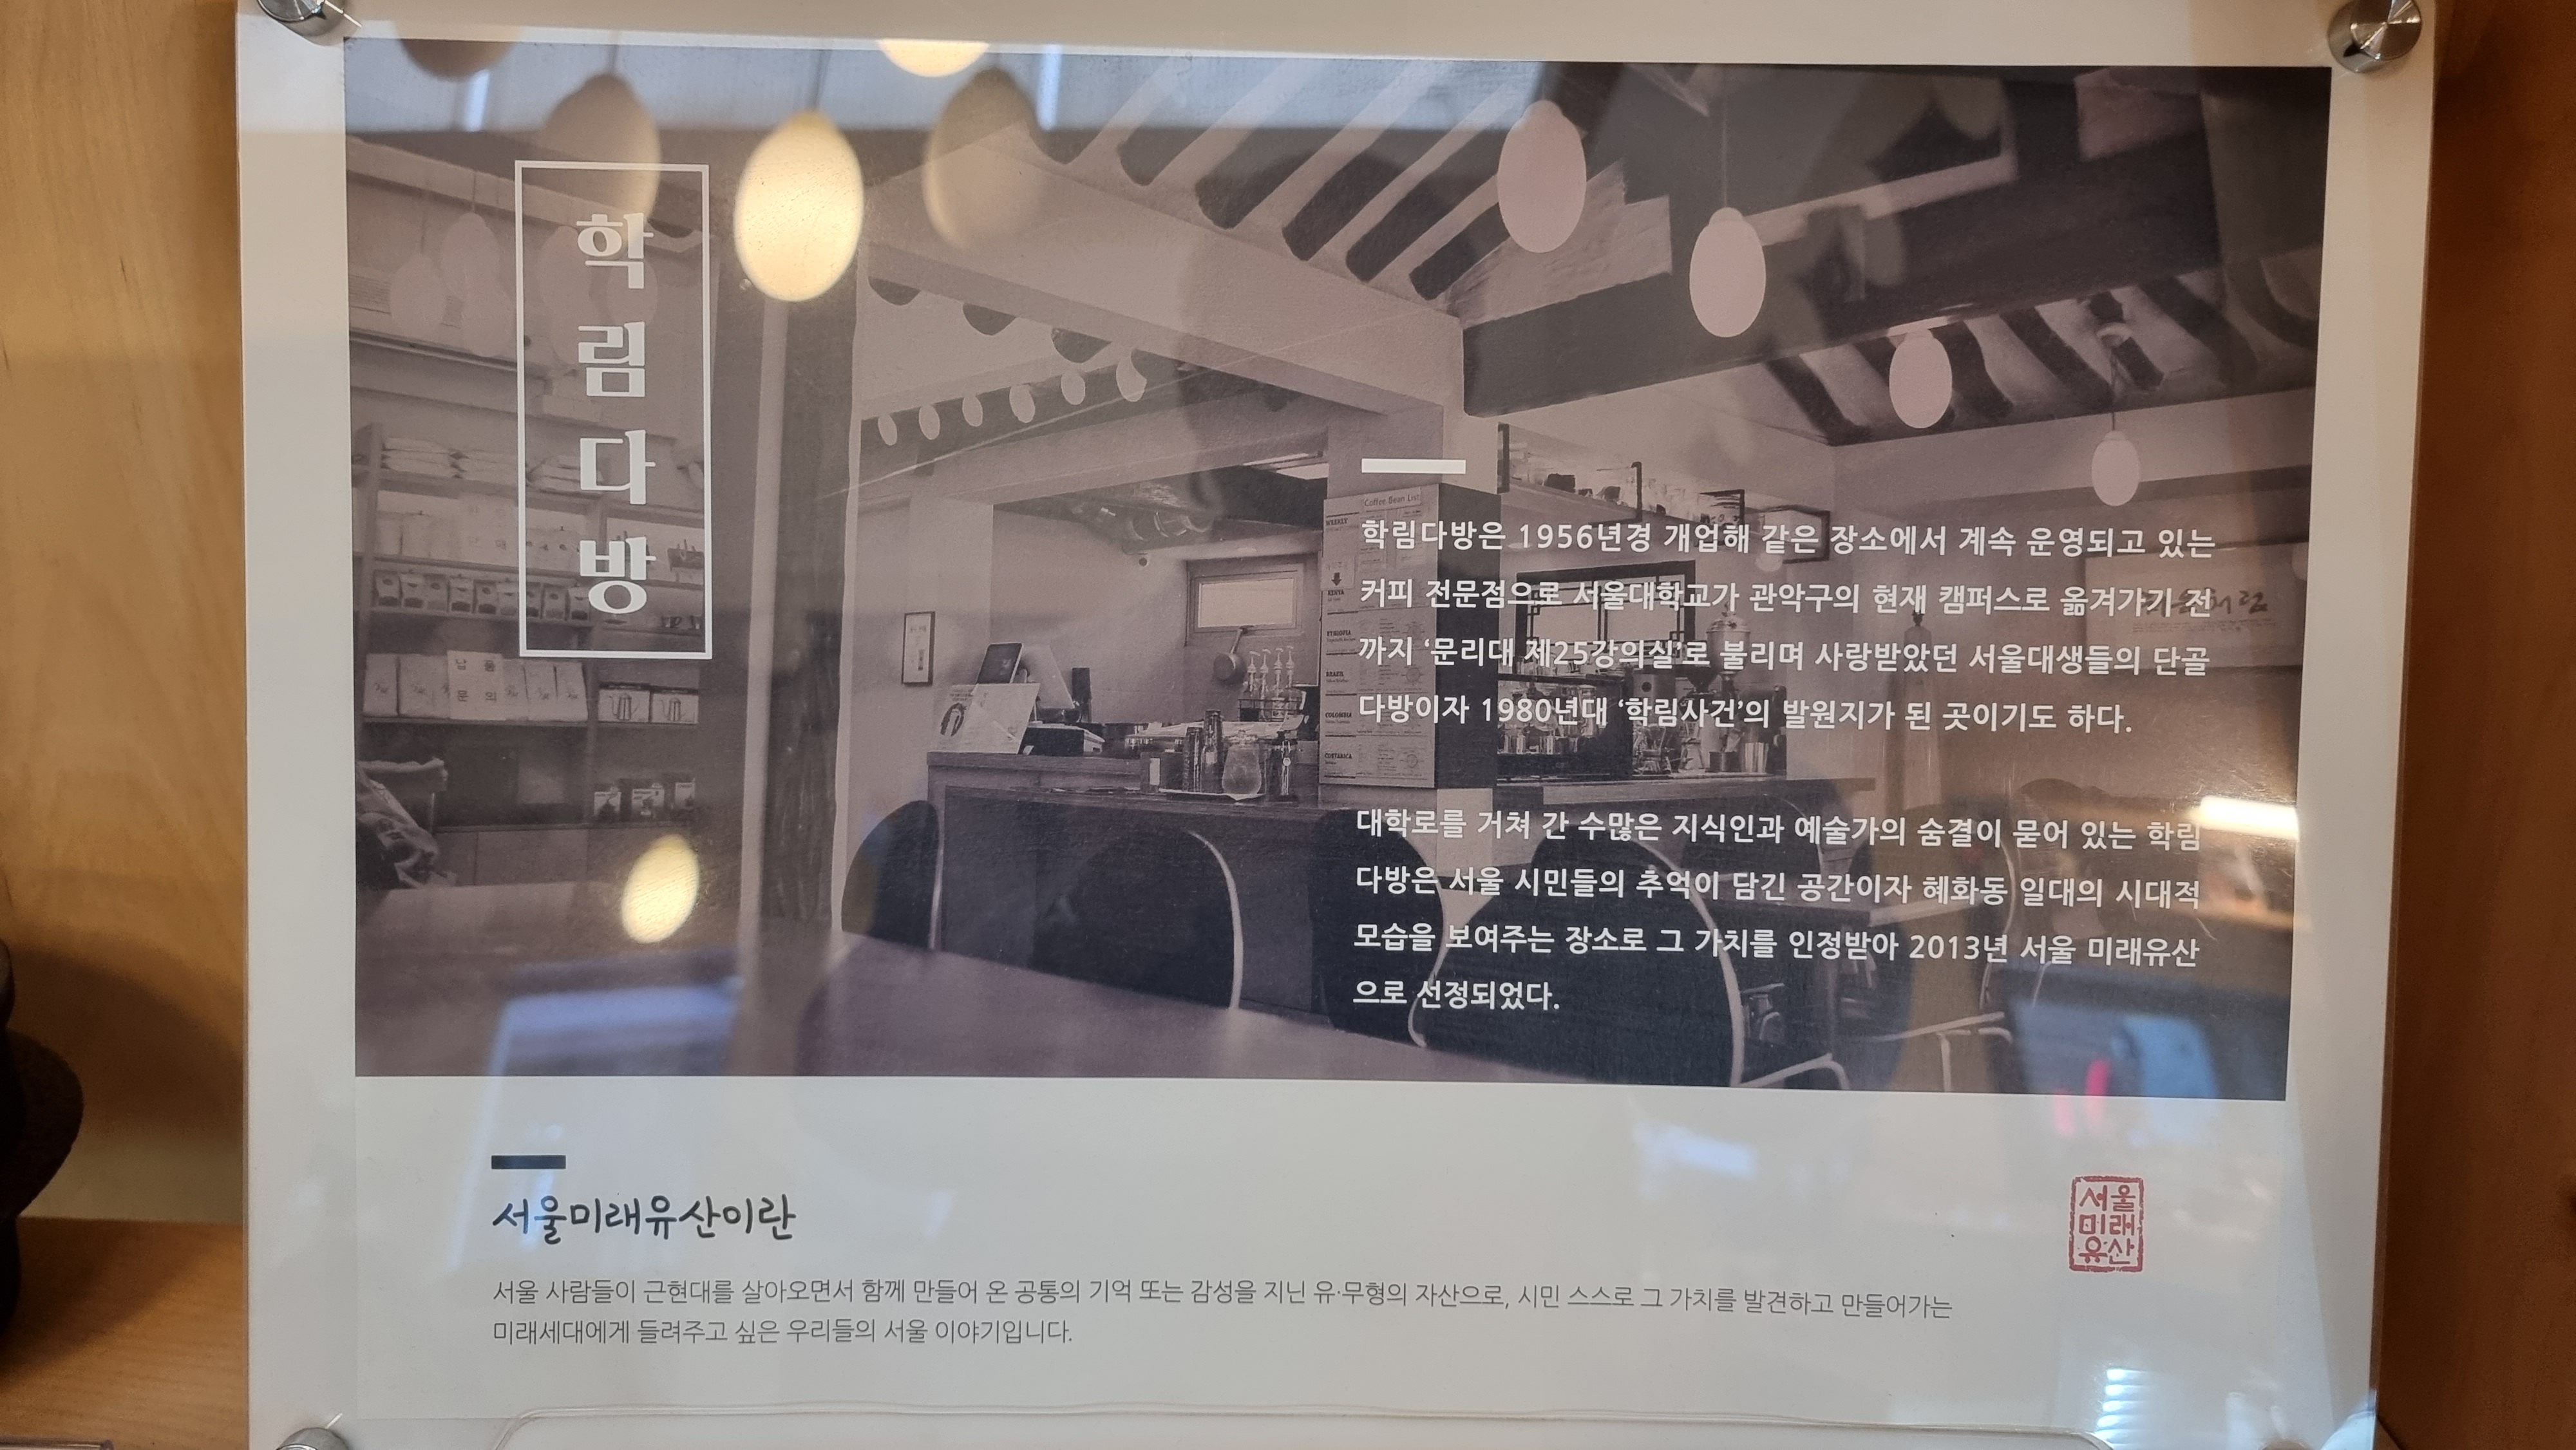 학
림
다
방
Coffee Bean List
WEEKLY
KENYA
ETHIOPIA
BRASIL
COLOMBIA
COSTARICA
납 품
문 의
학림다방은 1956년경 개업해 같은 장소에서 계속 운영되고 있는
커피 전문점으로 서울대학교가 관악구의 현재 캠퍼스로 옮겨가기 전
까지 ‘문리대 제25강의실’로 불리며 사랑받았던 서울대생들의 단골
다방이자 1980년대 ‘학림사건’의 발원지가 된 곳이기도 하다.
대학로를 거쳐 간 수많은 지식인과 예술가의 숨결이 묻어 있는 학림
다방은 서울 시민들의 추억이 담긴 공간이자 혜화동 일대의 시대적
모습을 보여주는 장소로 그 가치를 인정받아 2013년 서울 미래유산
으로 선정되었다.
서울미래유산이란
서울 사람들이 근현대를 살아오면서 함께 만들어 온 공통의 기억 또는 감성을 지닌 유·무형의 자산으로, 시민 스스로 그 가치를 발견하고 만들어가는
미래세대에게 들려주고 싶은 우리들의 서울 이야기입니다.
서울
미래
유산